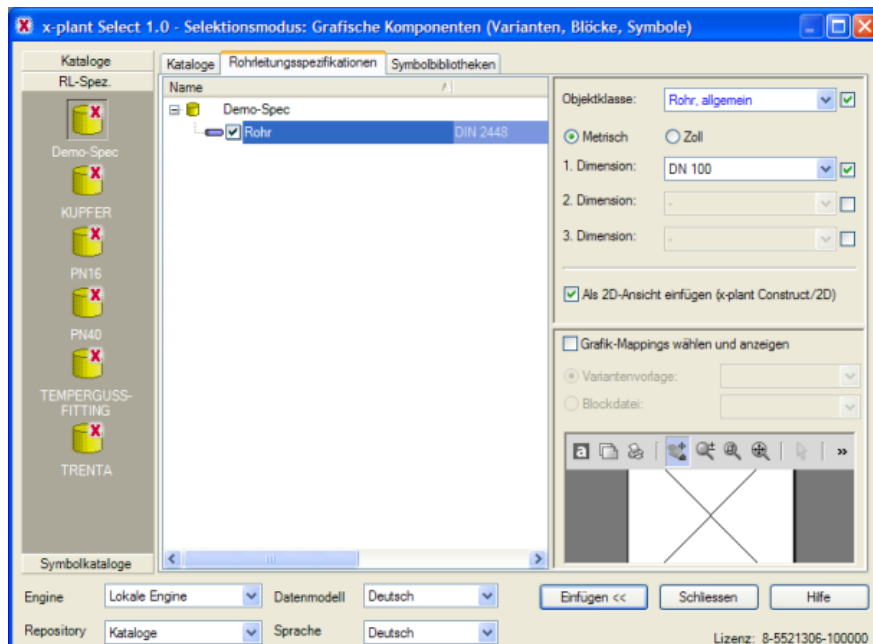 x-plant Select 1.0 - Selektionsmodus: Grafische Komponenten (Varianten, Blöcke, Symbole)
Kataloge
RL-Spez.
Demo-Spec
KUPFER
PN16
PN40
TEMPERGUSS-
FITTING
TRENTA
Symbolkataloge
Kataloge Rohrleitungsspezifikationen Symbolbibliotheken
Name
Demo-Spec
Rohr DIN 2448
Objektklasse: Rohr, allgemein
Metrisch Zoll
1. Dimension: DN 100
2. Dimension: -
3. Dimension: -
Als 2D-Ansicht einfügen (x-plant Construct/2D)
Grafik-Mappings wählen und anzeigen
Variantenvorlage:
Blockdatei:
a »
Engine Lokale Engine Datenmodell Deutsch Einfügen << Schliessen Hilfe
Repository Kataloge Sprache Deutsch Lizenz: 8-5521306-100000